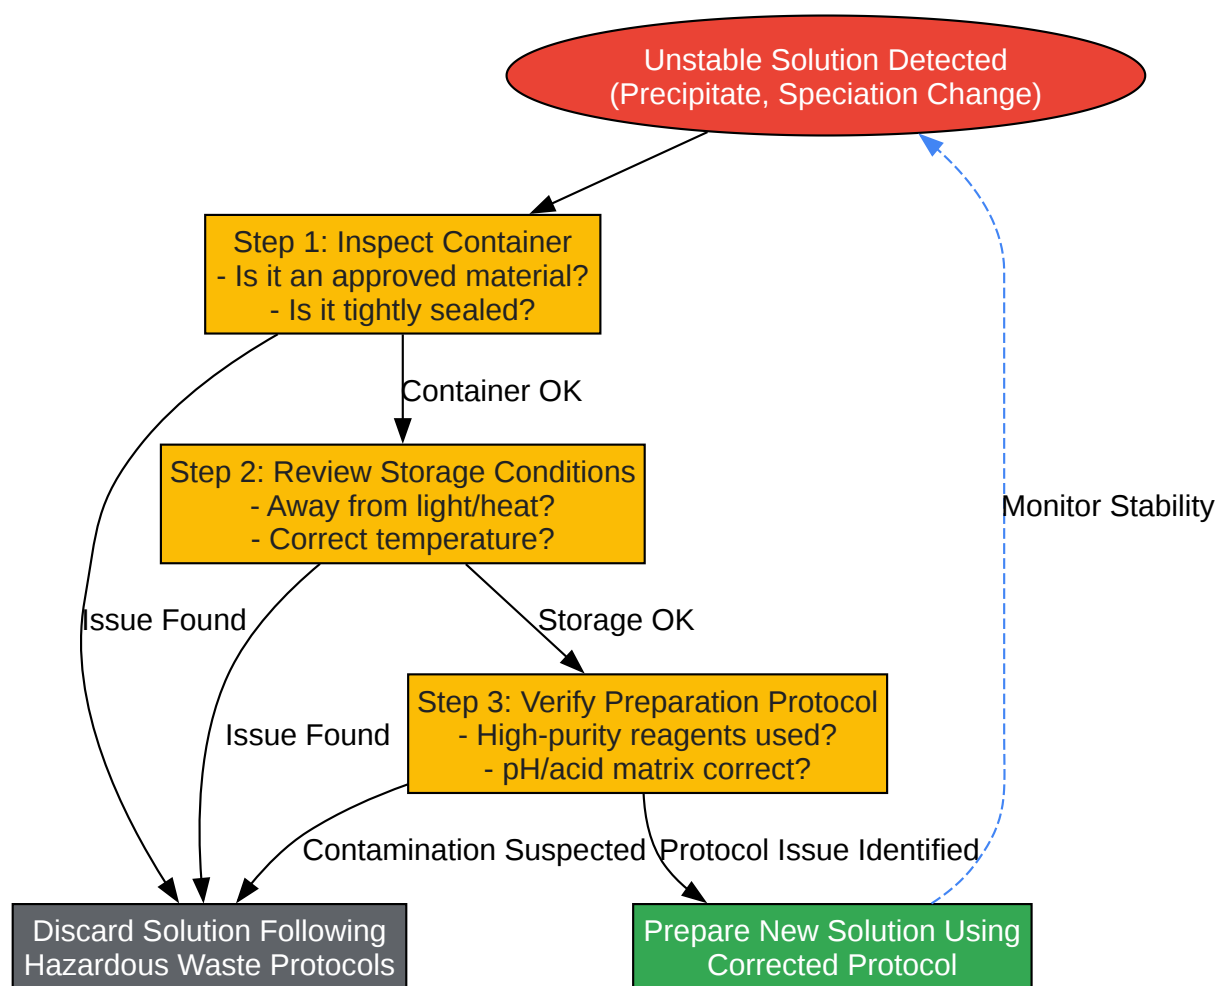 Unstable Solution Detected
(Precipitate, Speciation Change)
Step 1: Inspect Container
- Is it an approved material?
- Is it tightly sealed?
Container OK
Step 2: Review Storage Conditions
- Away from light/heat?
- Correct temperature?
Monitor Stability
Issue Found
Storage OK
Step 3: Verify Preparation Protocol
- High-purity reagents used?
- pH/acid matrix correct?
Issue Found
Contamination Suspected
Protocol Issue Identified
Discard Solution Following
Hazardous Waste Protocols
Prepare New Solution Using
Corrected Protocol